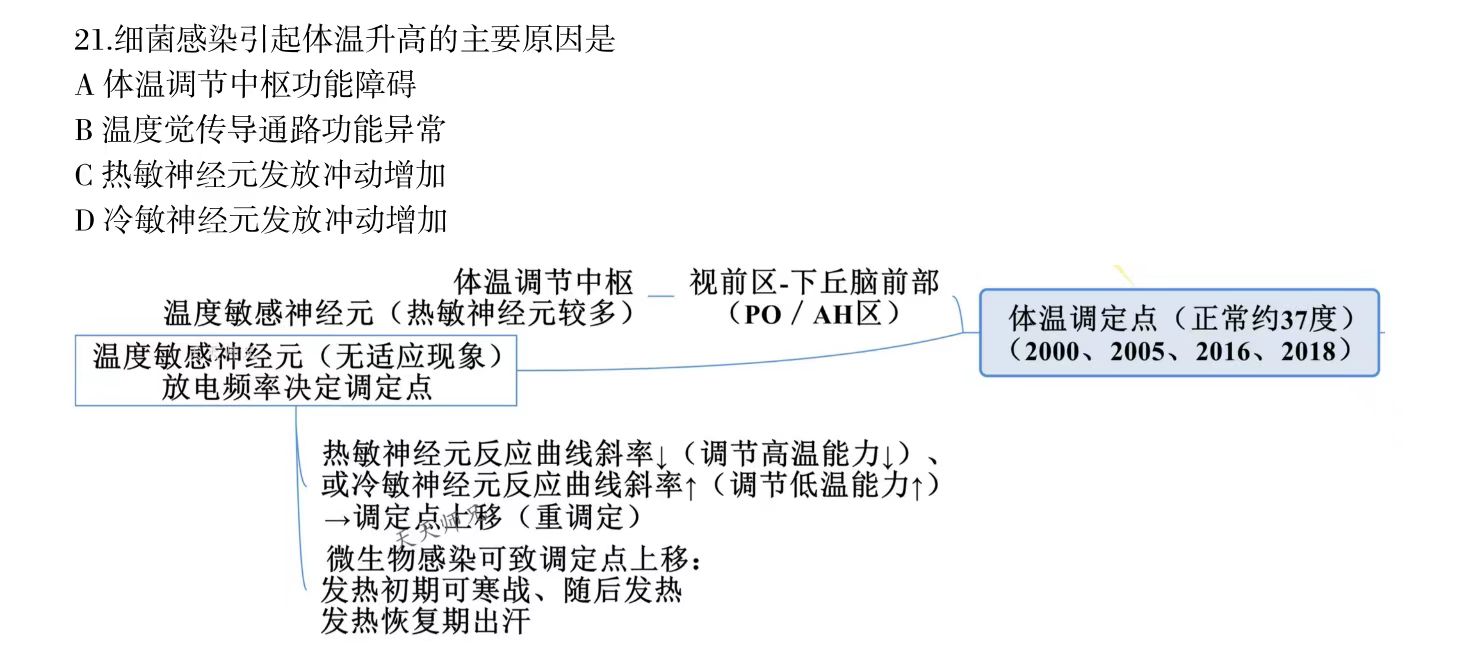 21.细菌感染引起体温升高的主要原因是
A 体温调节中枢功能障碍
B 温度觉传导通路功能异常
C 热敏神经元发放冲动增加
D 冷敏神经元发放冲动增加
体温调节中枢
温度敏感神经元（热敏神经元较多）
视前区-下丘脑前部
（PO／AH区）
体温调定点（正常约37度）
（2000、2005、2016、2018）
温度敏感神经元（无适应现象）
放电频率决定调定点
热敏神经元反应曲线斜率↓（调节高温能力↓）、
或冷敏神经元反应曲线斜率↑（调节低温能力↑）
→调定点上移（重调定）
天天师兄
微生物感染可致调定点上移：
发热初期可寒战、随后发热
发热恢复期出汗